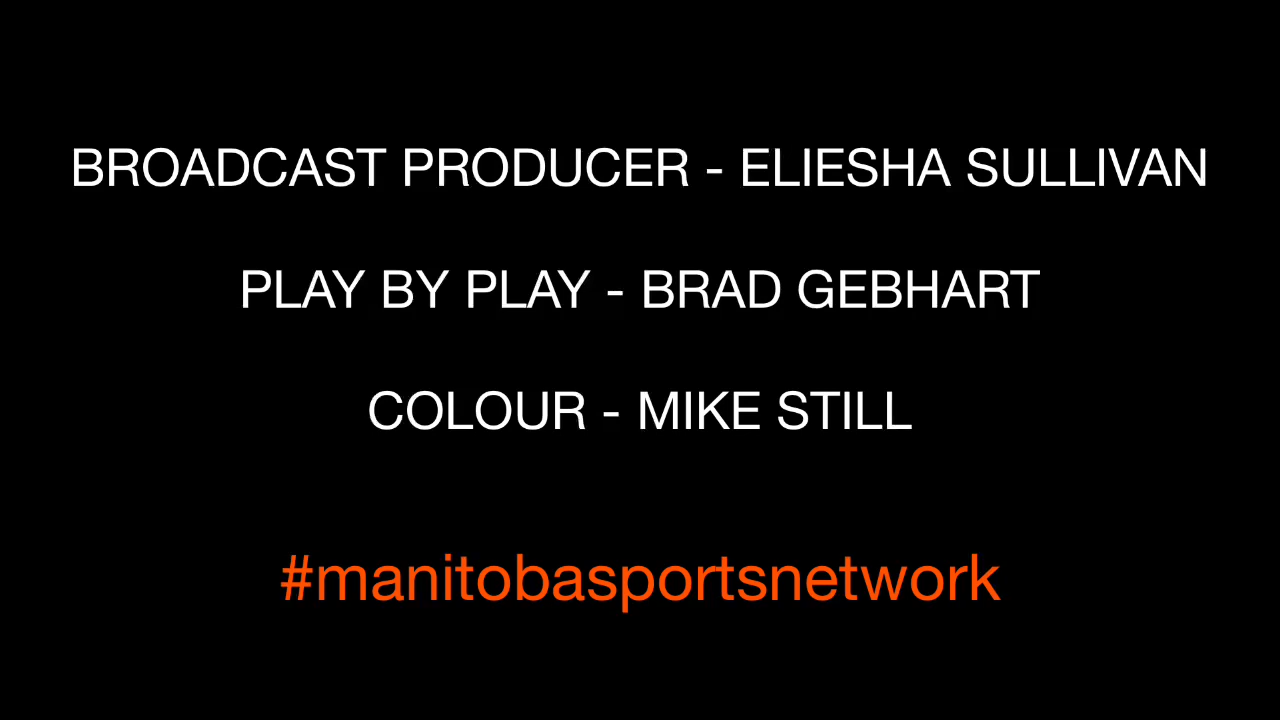 BROADCAST PRODUCER - ELIESHA SULLIVAN
PLAY BY PLAY - BRAD GEBHART
COLOUR - MIKE STILL
#manitobasportsnetwork